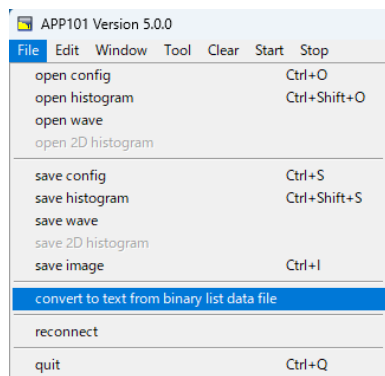 APP101 Version 5.0.0
File Edit Window Tool Clear Start Stop
open config Ctrl+O
open histogram Ctrl+Shift+O
open wave
open 2D histogram
save config Ctrl+S
save histogram Ctrl+Shift+S
save wave
save 2D histogram
save image Ctrl+I
convert to text from binary list data file
reconnect
quit Ctrl+Q